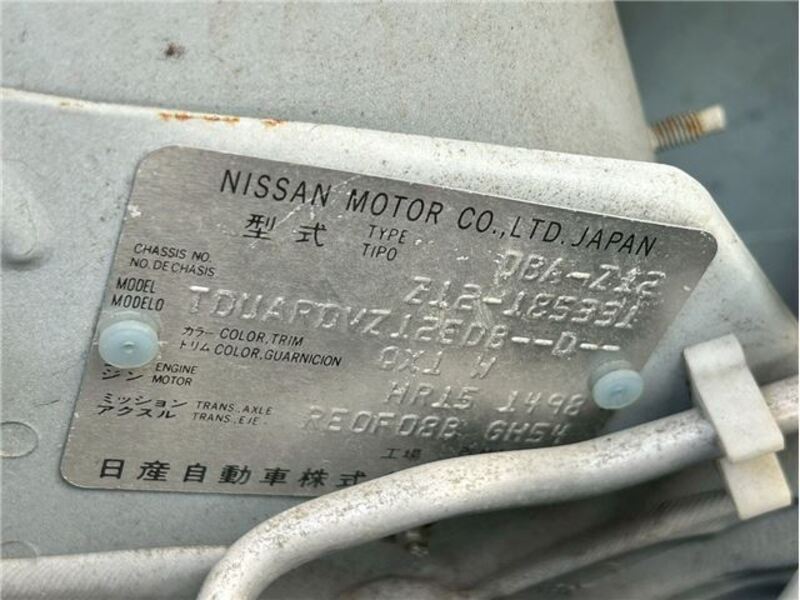 NISSAN MOTOR CO., LTD. JAPAN
型式 TYPE TIPO DBA-Z12
CHASSIS NO. NO. DE CHASIS Z12-185331
MODEL MODELO TDUARDVZ12EDB--D--
カラー COLOR, TRIM
トリム COLOR, GUARNICION QX1 W
ENGINE MOTOR HR15 1498
ミッション TRANS., AXLE
アクスル TRANS., EJE RE0F08B GH54
工場
日産自動車株式